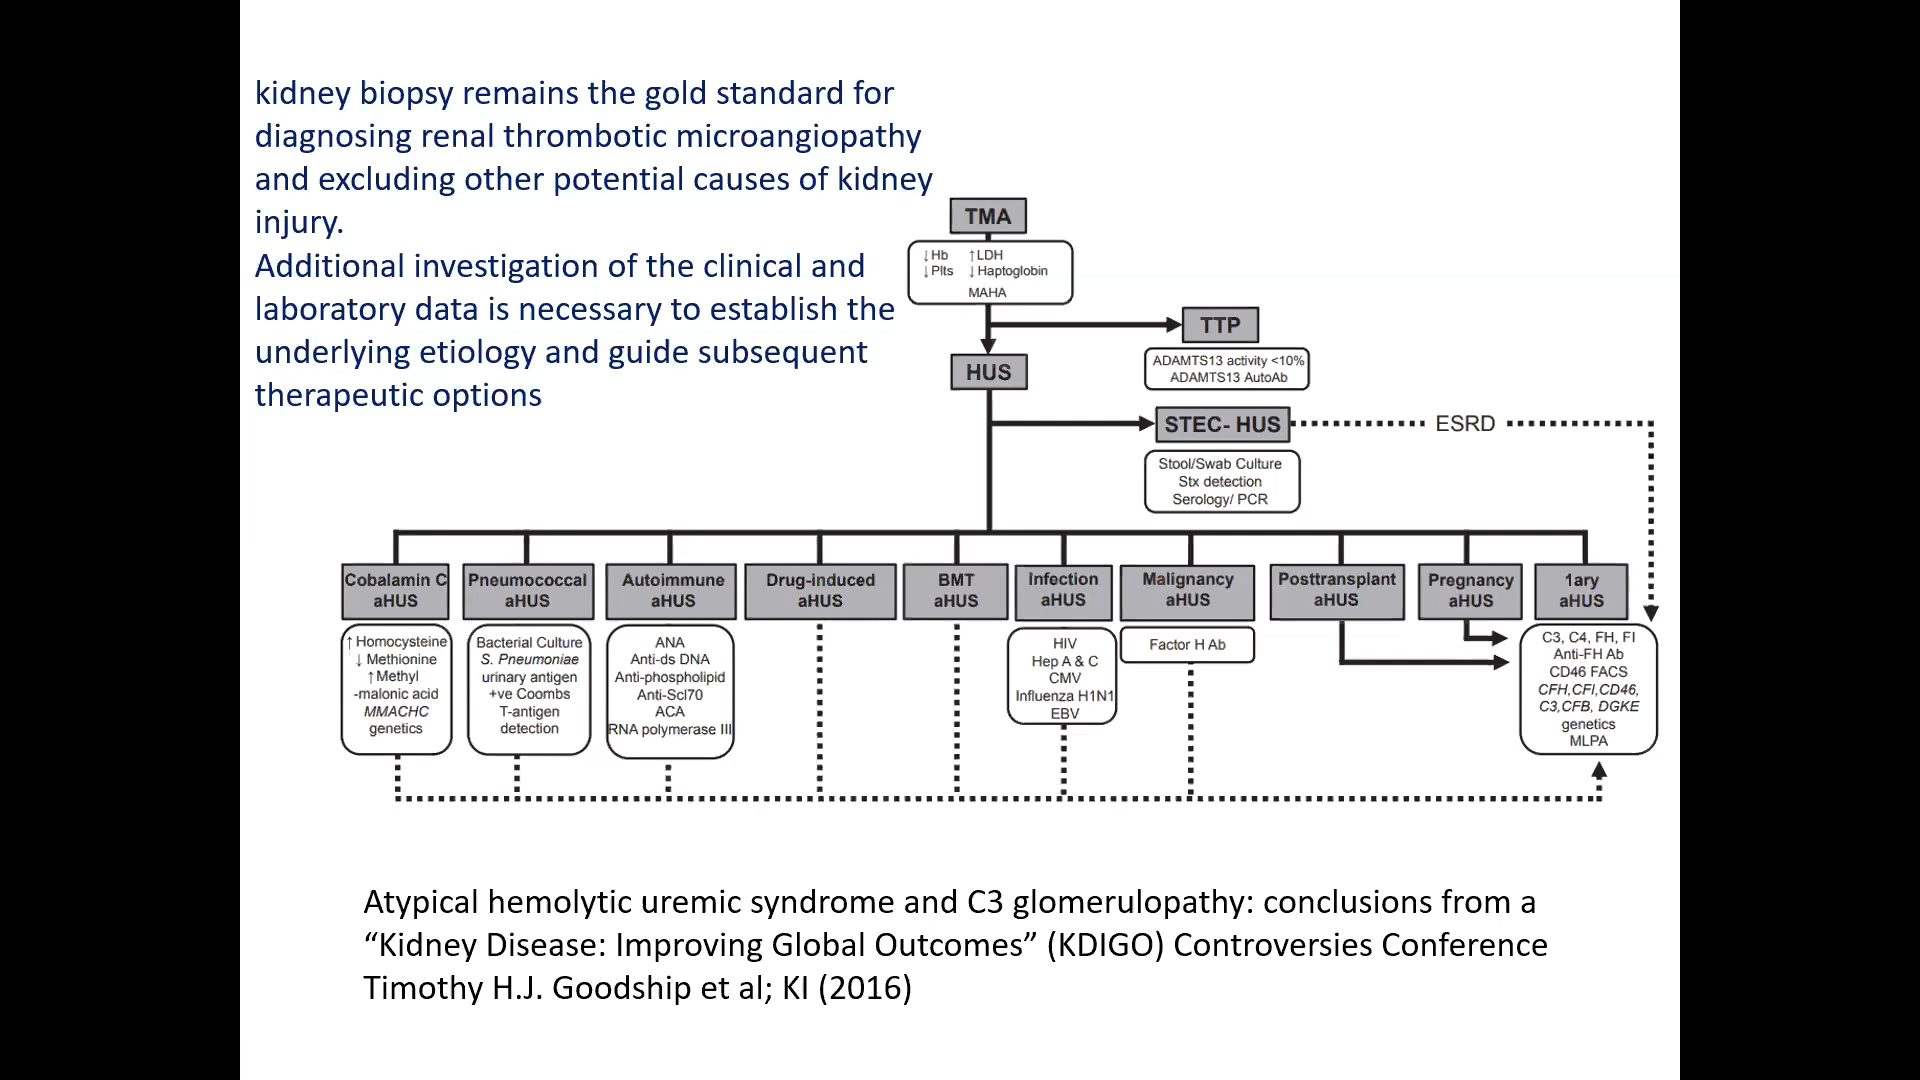 kidney biopsy remains the gold standard for
diagnosing renal thrombotic microangiopathy
and excluding other potential causes of kidney
injury.
Additional investigation of the clinical and
laboratory data is necessary to establish the
underlying etiology and guide subsequent
therapeutic options
TMA
↓Hb ↑LDH
↓Plts ↓Haptoglobin
MAHA
TTP
ADAMTS13 activity <10%
ADAMTS13 AutoAb
HUS
STEC- HUS
ESRD
Stool/Swab Culture
Stx detection
Serology/ PCR
Cobalamin C
aHUS
↑Homocysteine
↓ Methionine
↑Methyl
-malonic acid
MMACHC
genetics
Pneumococcal
aHUS
Bacterial Culture
S. Pneumoniae
urinary antigen
+ve Coombs
T-antigen
detection
Autoimmune
aHUS
ANA
Anti-ds DNA
Anti-phospholipid
Anti-Scl70
ACA
RNA polymerase III
Drug-induced
aHUS
BMT
aHUS
Infection
aHUS
HIV
Hep A & C
CMV
Influenza H1N1
EBV
Malignancy
aHUS
Factor H Ab
Posttransplant
aHUS
Pregnancy
aHUS
1ary
aHUS
C3, C4, FH, FI
Anti-FH Ab
CD46 FACS
CFH,CFI,CD46,
C3,CFB, DGKE
genetics
MLPA
Atypical hemolytic uremic syndrome and C3 glomerulopathy: conclusions from a
“Kidney Disease: Improving Global Outcomes” (KDIGO) Controversies Conference
Timothy H.J. Goodship et al; KI (2016)